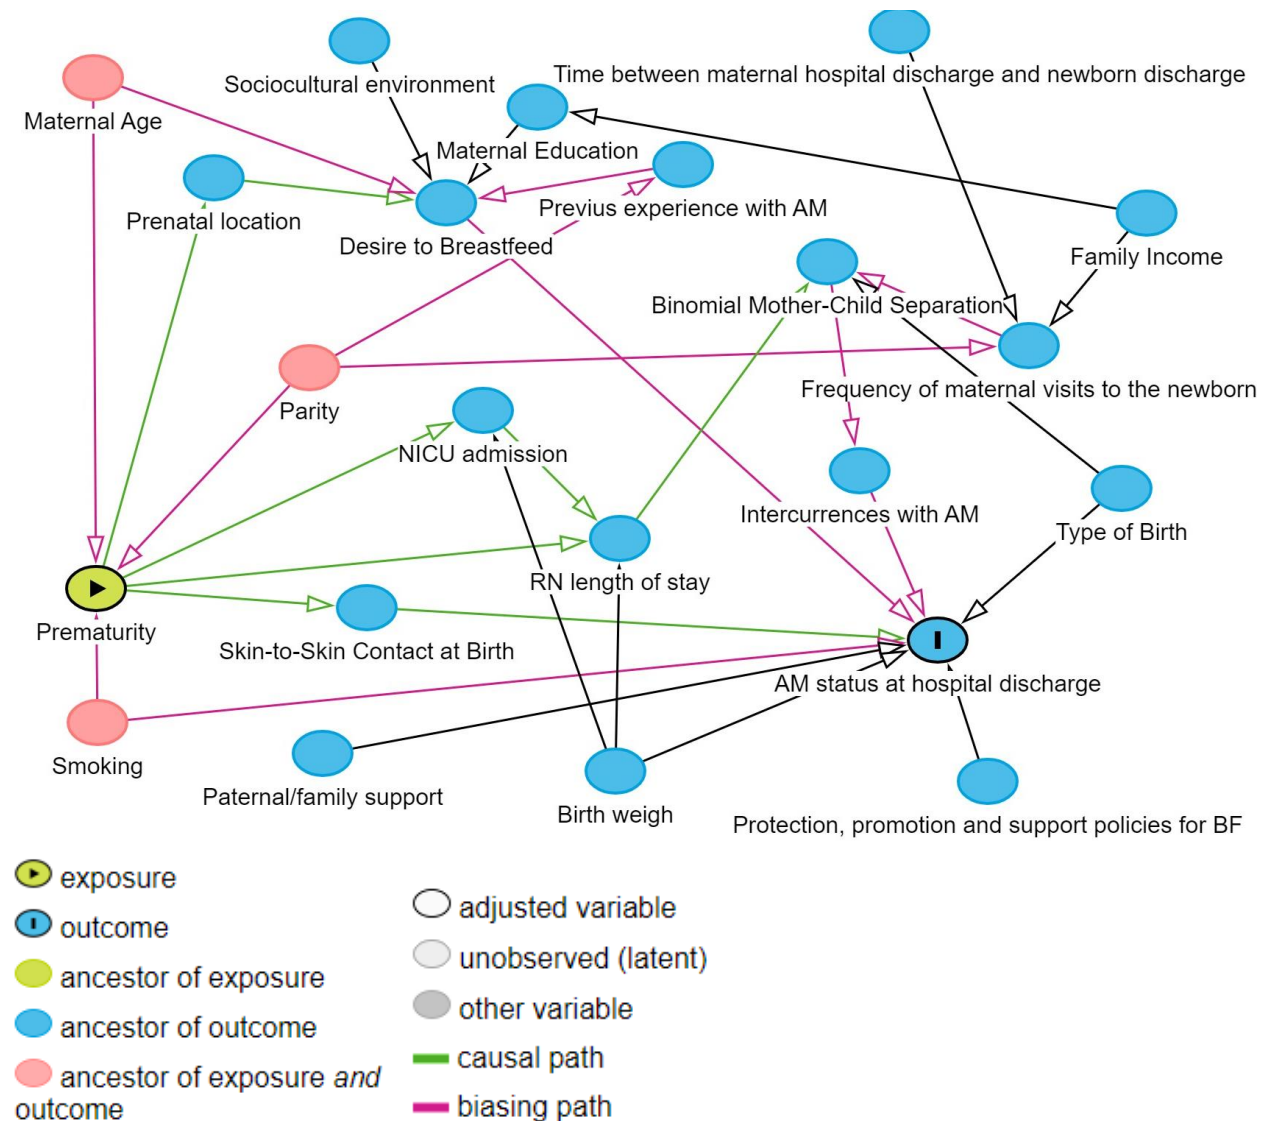 Sociocultural environment
Time between maternal hospital discharge and newborn discharge
Maternal Age
Maternal Education
Prenatal location
Previus experience with AM
Desire to Breastfeed
Family Income
Binomial Mother-Child Separation
Frequency of maternal visits to the newborn
Parity
NICU admission
Intercurrences with AM
Type of Birth
RN length of stay
Prematurity
Skin-to-Skin Contact at Birth
AM status at hospital discharge
Smoking
Paternal/family support
Birth weigh
Protection, promotion and support policies for BF
exposure
outcome
ancestor of exposure
ancestor of outcome
ancestor of exposure and
outcome
adjusted variable
unobserved (latent)
other variable
causal path
biasing path